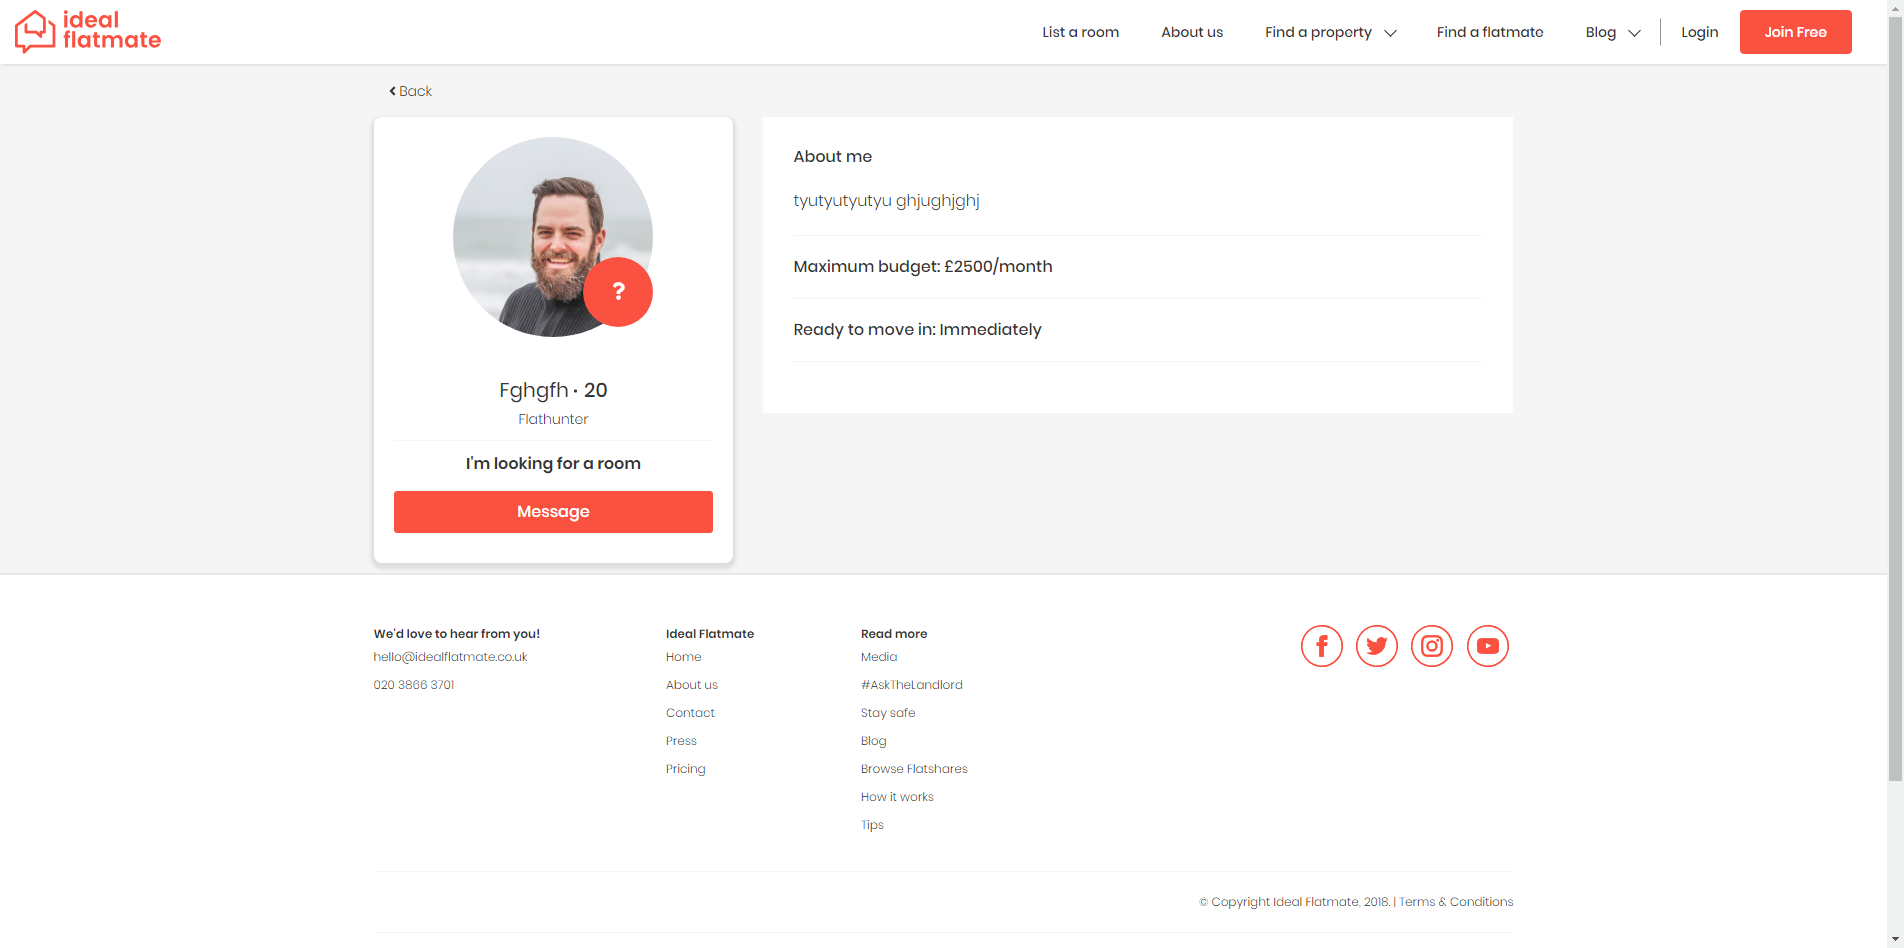 ideal
flatmate
List a room
About us
Find a property
Find a flatmate
Blog
Login
Join Free
Back
?
Fghgfh · 20
Flathunter
I'm looking for a room
Message
About me
tyutyutyutyu ghjughjghj
Maximum budget: £2500/month
Ready to move in: Immediately
We'd love to hear from you!
hello@idealflatmate.co.uk
020 3866 3701
Ideal Flatmate
Home
About us
Contact
Press
Pricing
Read more
Media
#AskTheLandlord
Stay safe
Blog
Browse Flatshares
How it works
Tips
© Copyright Ideal Flatmate, 2018. | Terms & Conditions